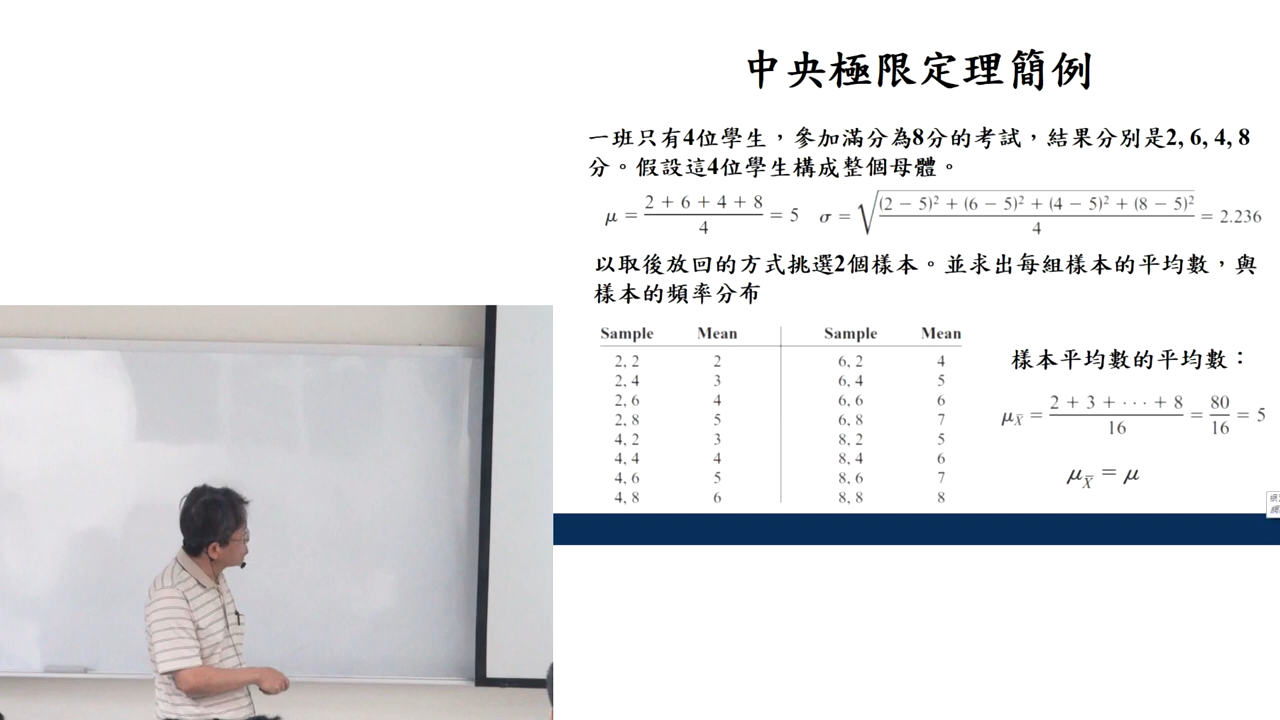 中央極限定理簡例
一班只有4位學生，參加滿分為8分的考試，結果分別是2, 6, 4, 8
分。假設這4位學生構成整個母體。
μ = (2 + 6 + 4 + 8)/4 = 5  σ = √(((2 − 5)² + (6 − 5)² + (4 − 5)² + (8 − 5)²)/4) = 2.236
以取後放回的方式挑選2個樣本。並求出每組樣本的平均數，與
樣本的頻率分布
Sample Mean Sample Mean
2, 2 2 6, 2 4
2, 4 3 6, 4 5
2, 6 4 6, 6 6
2, 8 5 6, 8 7
4, 2 3 8, 2 5
4, 4 4 8, 4 6
4, 6 5 8, 6 7
4, 8 6 8, 8 8
樣本平均數的平均數：
μ_X̄ = (2 + 3 + · · · + 8)/16 = 80/16 = 5
μ_X̄ = μ